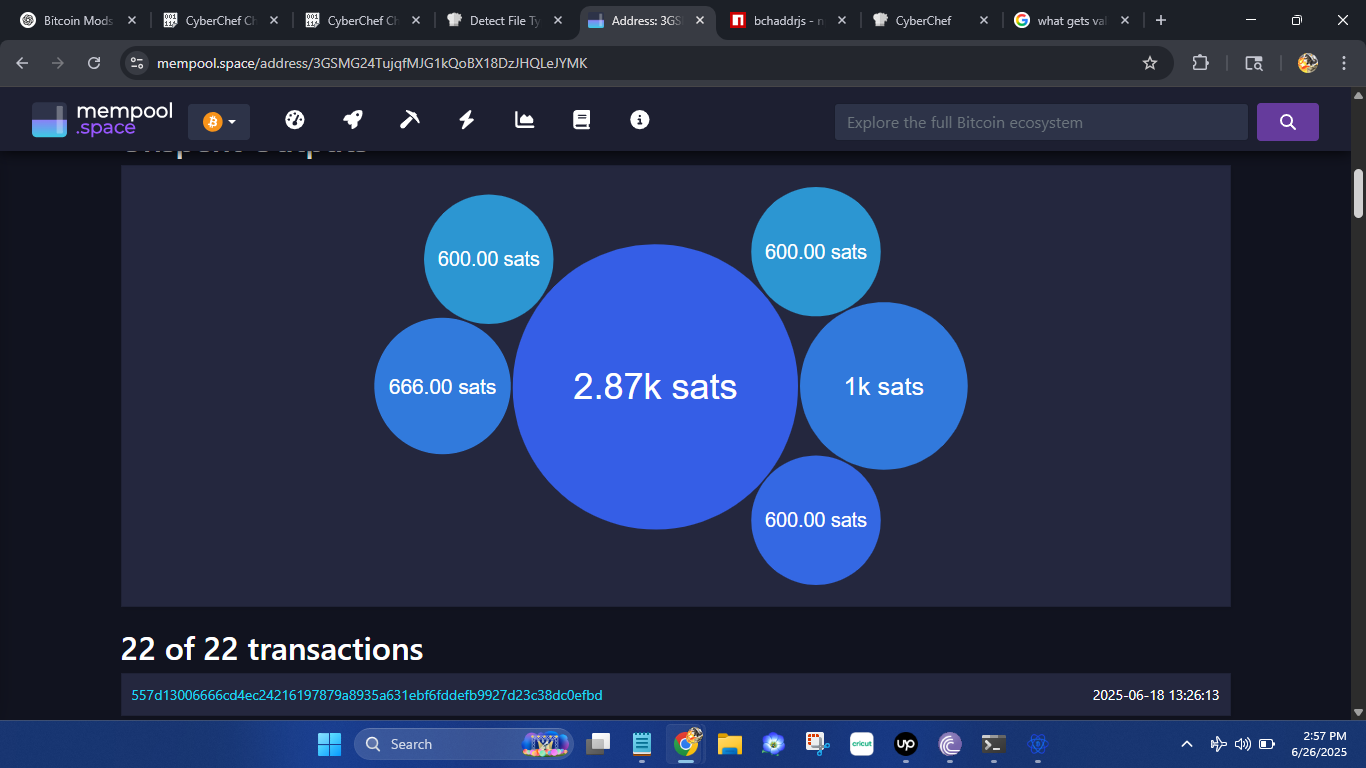 Bitcoin Mods
CyberChef Ch
CyberChef Ch
Detect File Ty
Address: 3GS
bchaddrjs - n
CyberChef
what gets val
mempool.space/address/3GSMG24TujqfMJG1kQoBX18DzJHQLeJYMK
mempool
.space
Explore the full Bitcoin ecosystem
Unspent Outputs
600.00 sats
600.00 sats
666.00 sats
2.87k sats
1k sats
600.00 sats
22 of 22 transactions
557d13006666cd4ec24216197879a8935a631ebf6fddefb9927d23c38dc0efbd
2025-06-18 13:26:13
Search
cricut
up
2:57 PM
6/26/2025